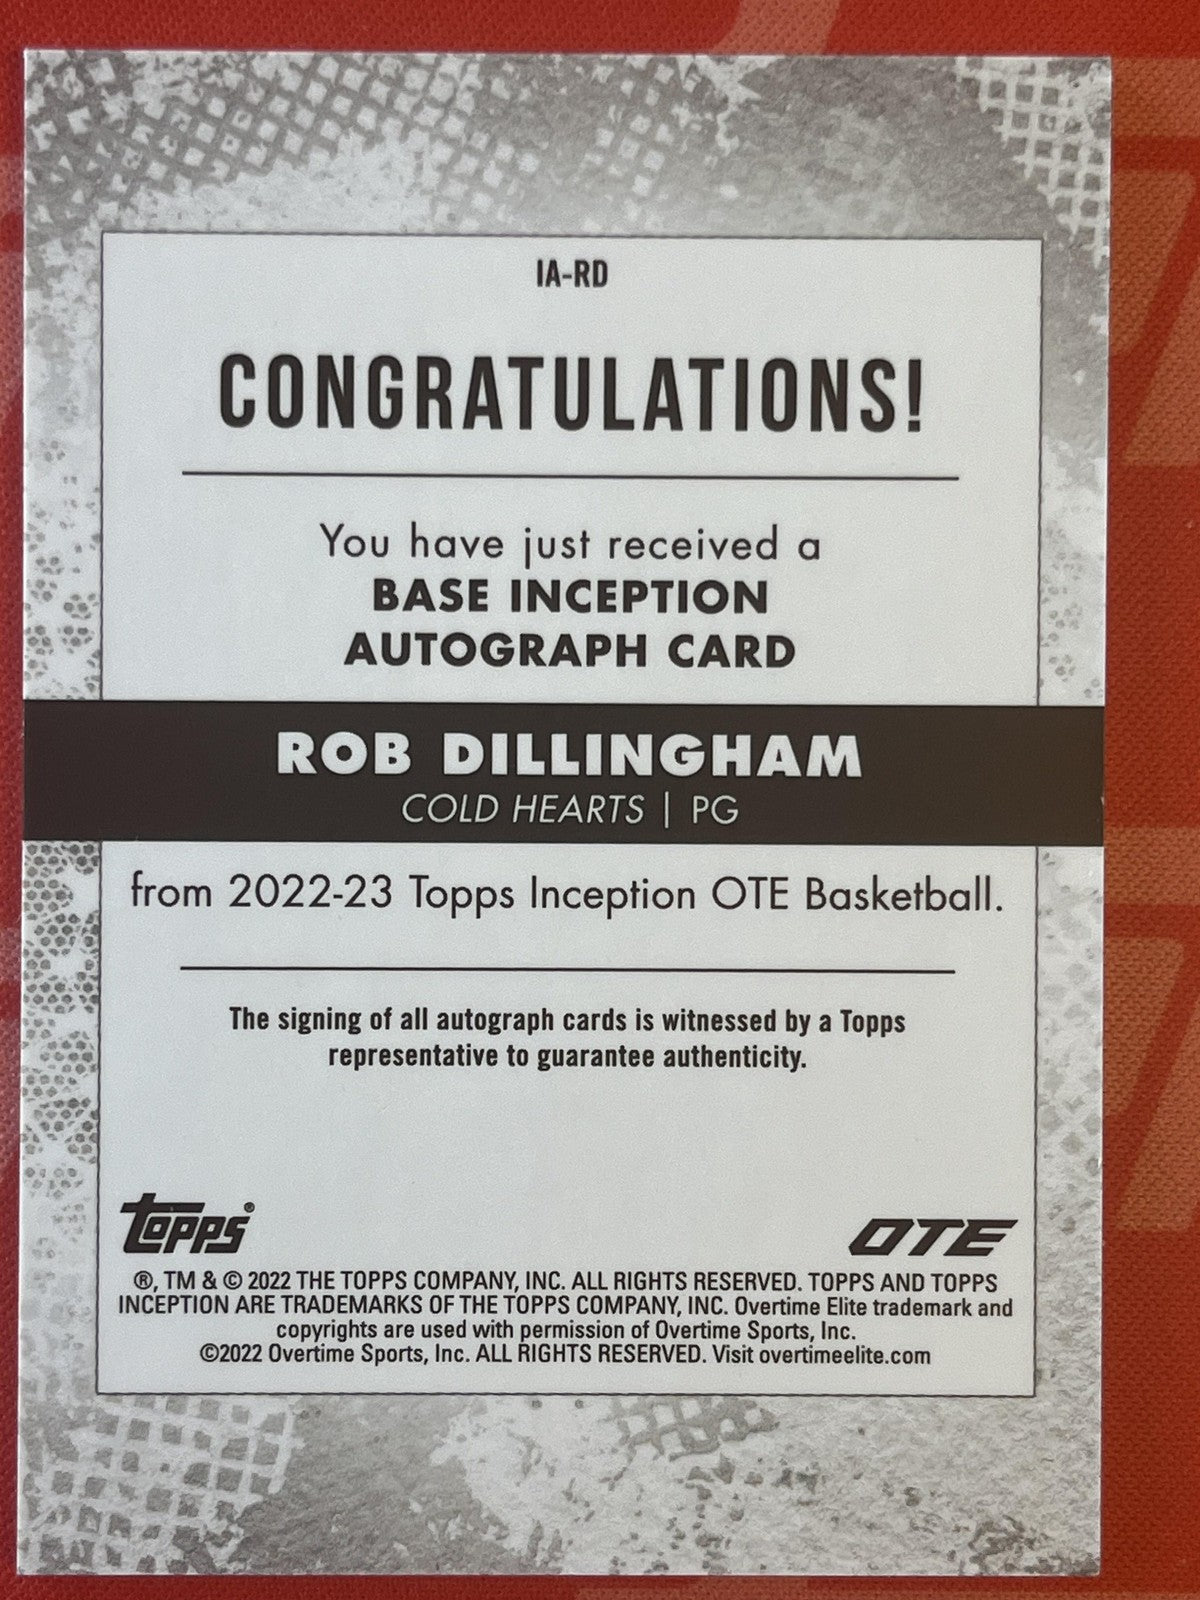 IA-RD
CONGRATULATIONS!
You have just received a
BASE INCEPTION
AUTOGRAPH CARD
ROB DILLINGHAM
COLD HEARTS | PG
from 2022-23 Topps Inception OTE Basketball.
The signing of all autograph cards is witnessed by a Topps
representative to guarantee authenticity.
Topps® OTE
®, TM & © 2022 THE TOPPS COMPANY, INC. ALL RIGHTS RESERVED. TOPPS AND TOPPS
INCEPTION ARE TRADEMARKS OF THE TOPPS COMPANY, INC. Overtime Elite trademark and
copyrights are used with permission of Overtime Sports, Inc.
©2022 Overtime Sports, Inc. ALL RIGHTS RESERVED. Visit overtimeelite.com